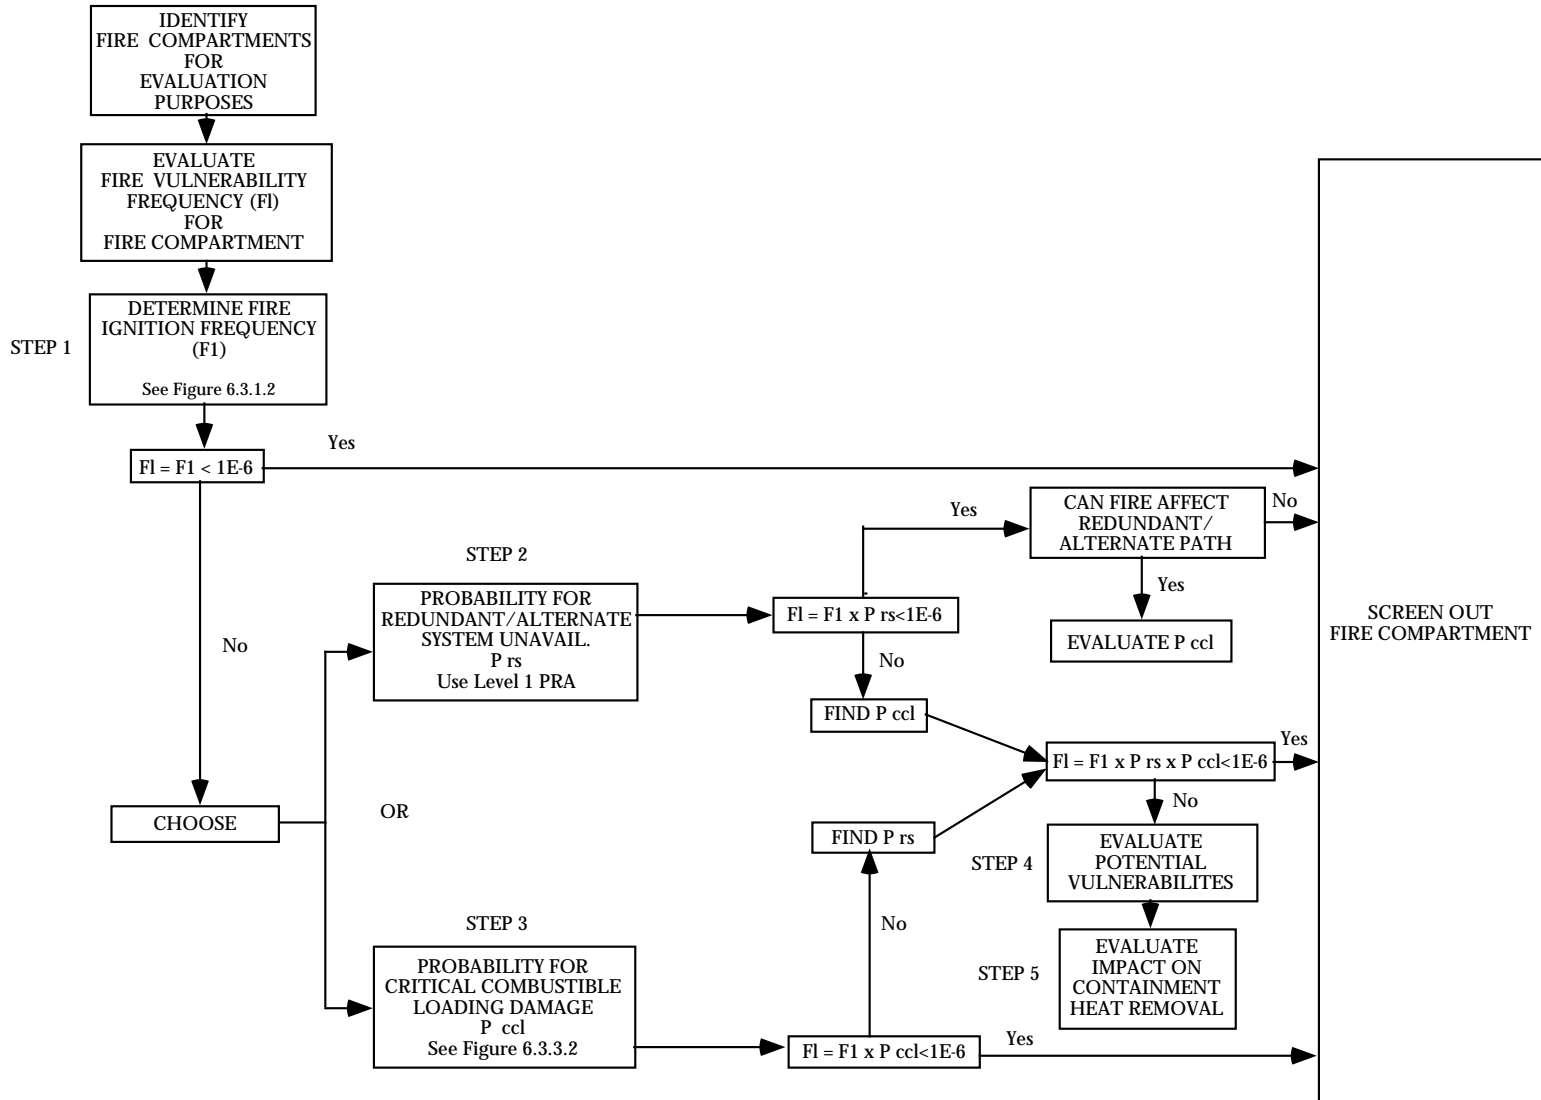 IDENTIFY
FIRE COMPARTMENTS
FOR
EVALUATION
PURPOSES
EVALUATE
FIRE VULNERABILITY
FREQUENCY (Fl)
FOR
FIRE COMPARTMENT
STEP 1
DETERMINE FIRE
IGNITION FREQUENCY
(F1)
See Figure 6.3.1.2
Fl = F1 < 1E-6
Yes
No
CHOOSE
OR
STEP 2
PROBABILITY FOR
REDUNDANT/ALTERNATE
SYSTEM UNAVAIL.
P rs
Use Level 1 PRA
Fl = F1 x P rs<1E-6
Yes
CAN FIRE AFFECT
REDUNDANT/
ALTERNATE PATH
No
Yes
EVALUATE P ccl
No
FIND P ccl
Fl = F1 x P rs x P ccl<1E-6
Yes
No
FIND P rs
STEP 4
EVALUATE
POTENTIAL
VULNERABILITES
STEP 5
EVALUATE
IMPACT ON
CONTAINMENT
HEAT REMOVAL
STEP 3
PROBABILITY FOR
CRITICAL COMBUSTIBLE
LOADING DAMAGE
P ccl
See Figure 6.3.3.2
No
Fl = F1 x P ccl<1E-6
Yes
SCREEN OUT
FIRE COMPARTMENT